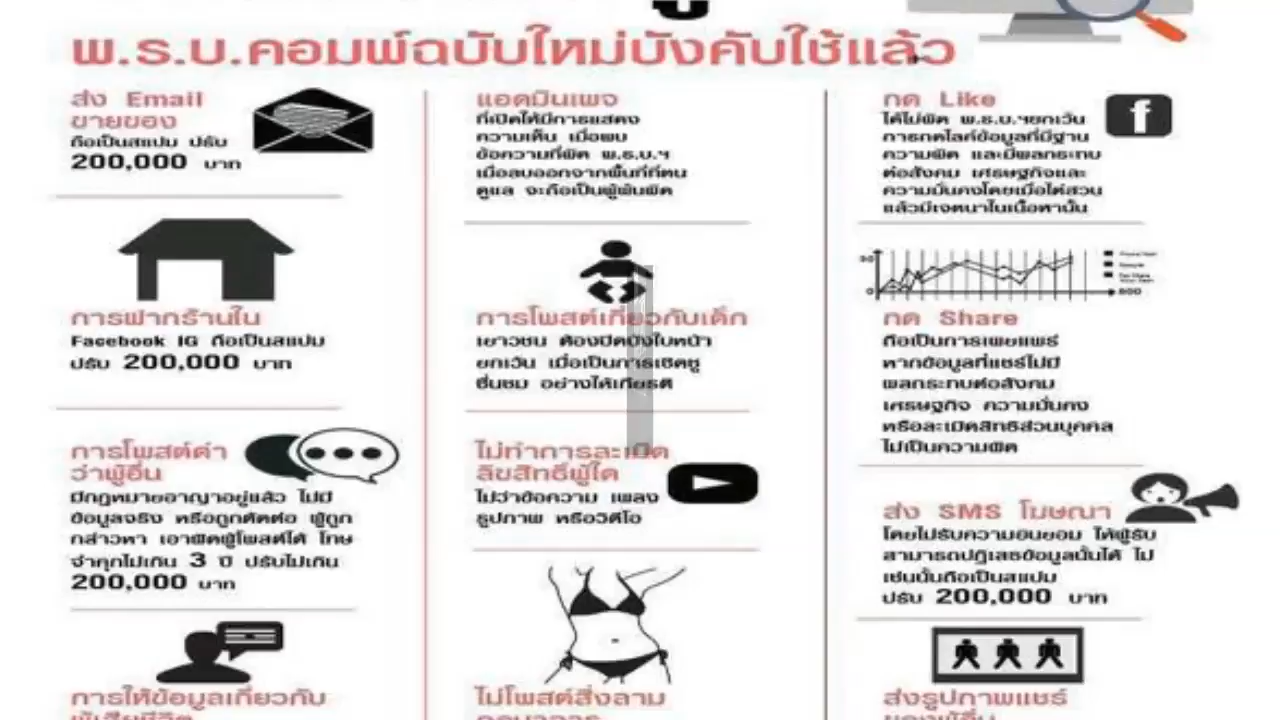 พ.ร.บ.คอมพ์ฉบับใหม่บังคับใช้แล้ว
ส่ง Email
ขายของ
ถือเป็นสแปม ปรับ
200,000 บาท
การฝากร้านใน
Facebook IG ถือเป็นสแปม
ปรับ 200,000 บาท
การโพสต์ด่า
ว่าผู้อื่น
มีกฎหมายอาญาอยู่แล้ว ไม่มี
ข้อมูลจริง หรือถูกตัดต่อ ผู้ถูก
กล่าวหา เอาผิดผู้โพสต์ได้ โทษ
จำคุกไม่เกิน 3 ปี ปรับไม่เกิน
200,000 บาท
การให้ข้อมูลเกี่ยวกับ
ผู้เสียชีวิต
แอดมินเพจ
ที่เปิดให้มีการแสดง
ความเห็น เมื่อพบ
ข้อความที่ผิด พ.ร.บ.ฯ
เมื่อลบออกจากพื้นที่ที่ตน
ดูแล จะถือเป็นผู้พ้นผิด
การโพสต์เกี่ยวกับเด็ก
เยาวชน ต้องปิดบังใบหน้า
ยกเว้น เมื่อเป็นการเชิดชู
ชื่นชม อย่างให้เกียรติ
ไม่ทำการละเมิด
ลิขสิทธิ์ผู้ใด
ไม่ว่าข้อความ เพลง
รูปภาพ หรือวิดีโอ
ไม่โพสต์สิ่งลาม
กด Like
ได้ไม่ผิด พ.ร.บ.ฯยกเว้น
การกดไลค์ข้อมูลที่มีฐาน
ความผิด และมีผลกระทบ
ต่อสังคม เศรษฐกิจและ
ความมั่นคงโดยเมื่อไต่สวน
แล้วมีเจตนาในเนื้อหานั้น
กด Share
ถือเป็นการเผยแพร่
หากข้อมูลที่แชร์ไม่มี
ผลกระทบต่อสังคม
เศรษฐกิจ ความมั่นคง
หรือละเมิดสิทธิส่วนบุคคล
ไม่เป็นความผิด
ส่ง SMS โฆษณา
โดยไม่รับความยินยอม ให้ผู้รับ
สามารถปฏิเสธข้อมูลนั้นได้ ไม่
เช่นนั้นถือเป็นสแปม
ปรับ 200,000 บาท
ส่งรูปภาพแชร์
ของผู้อื่น